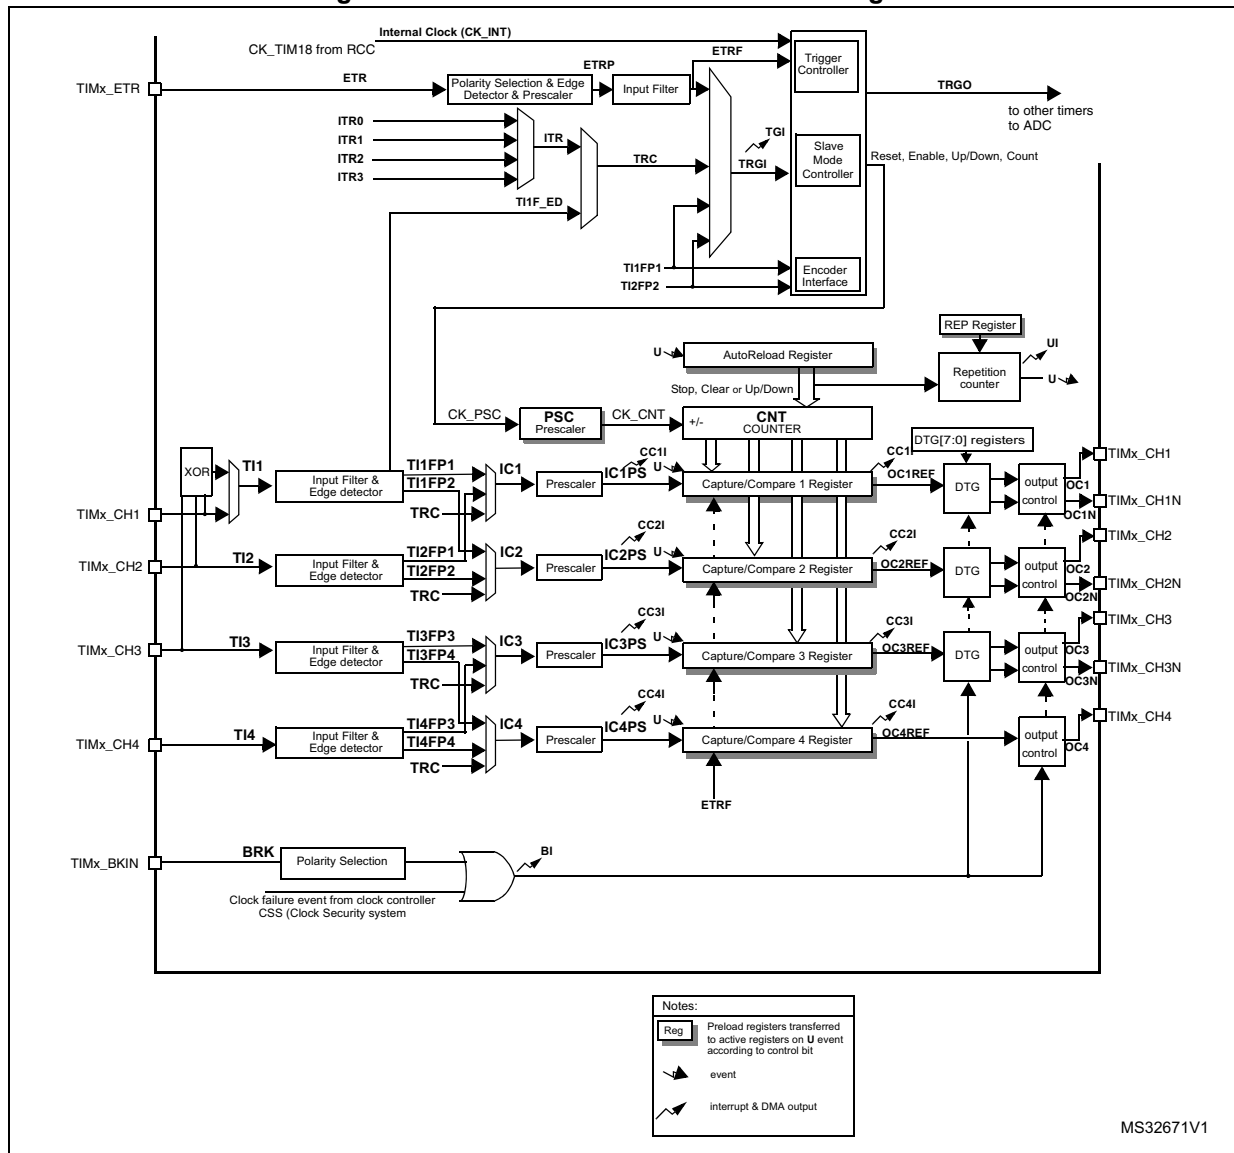 Internal Clock (CK_INT)
CK_TIM18 from RCC
ETRF
Trigger
Controller
ETRP
TIMx_ETR
ETR
Polarity Selection & Edge
Detector & Prescaler
Input Filter
TRGO
to other timers
to ADC
ITR0
ITR1
ITR2
ITR3
ITR
TGI
TRC
TRGI
Slave
Mode
Controller
Reset, Enable, Up/Down, Count
TI1F_ED
TI1FP1
TI2FP2
Encoder
Interface
REP Register
U
AutoReload Register
UI
Repetition
counter
U
Stop, Clear or Up/Down
CK_PSC
PSC
Prescaler
CK_CNT
+/-
CNT
COUNTER
DTG[7:0] registers
XOR
TI1
Input Filter &
Edge detector
TI1FP1
TI1FP2
TRC
IC1
Prescaler
CC1I
IC1PS
U
Capture/Compare 1 Register
CC1I
OC1REF
DTG
output
control
OC1
OC1N
TIMx_CH1
TIMx_CH1N
TIMx_CH1
TIMx_CH2
TI2
Input Filter &
Edge detector
TI2FP1
TI2FP2
TRC
IC2
Prescaler
CC2I
IC2PS
U
Capture/Compare 2 Register
CC2I
OC2REF
DTG
output
control
OC2
OC2N
TIMx_CH2
TIMx_CH2N
TIMx_CH3
TI3
Input Filter &
Edge detector
TI3FP3
TI3FP4
TRC
IC3
Prescaler
CC3I
IC3PS
U
Capture/Compare 3 Register
CC3I
OC3REF
DTG
output
control
OC3
OC3N
TIMx_CH3
TIMx_CH3N
TIMx_CH4
TI4
Input Filter &
Edge detector
TI4FP3
TI4FP4
TRC
IC4
Prescaler
CC4I
IC4PS
U
Capture/Compare 4 Register
CC4I
OC4REF
output
control
OC4
TIMx_CH4
ETRF
TIMx_BKIN
BRK
Polarity Selection
BI
Clock failure event from clock controller
CSS (Clock Security system
Notes:
Reg
Preload registers transferred
to active registers on U event
according to control bit
event
interrupt & DMA output
MS32671V1